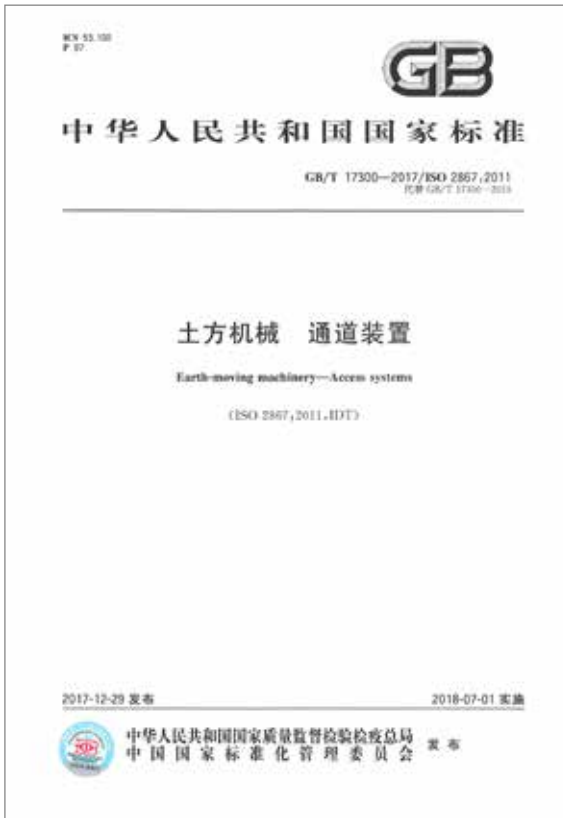 ICS 53.100
P 97
GB
中华人民共和国国家标准
GB/T 17300—2017/ISO 2867:2011
代替 GB/T 17300—2010
土方机械 通道装置
Earth-moving machinery—Access systems
(ISO 2867:2011,IDT)
2017-12-29 发布
2018-07-01 实施
中华人民共和国国家质量监督检验检疫总局
中国国家标准化管理委员会
发布